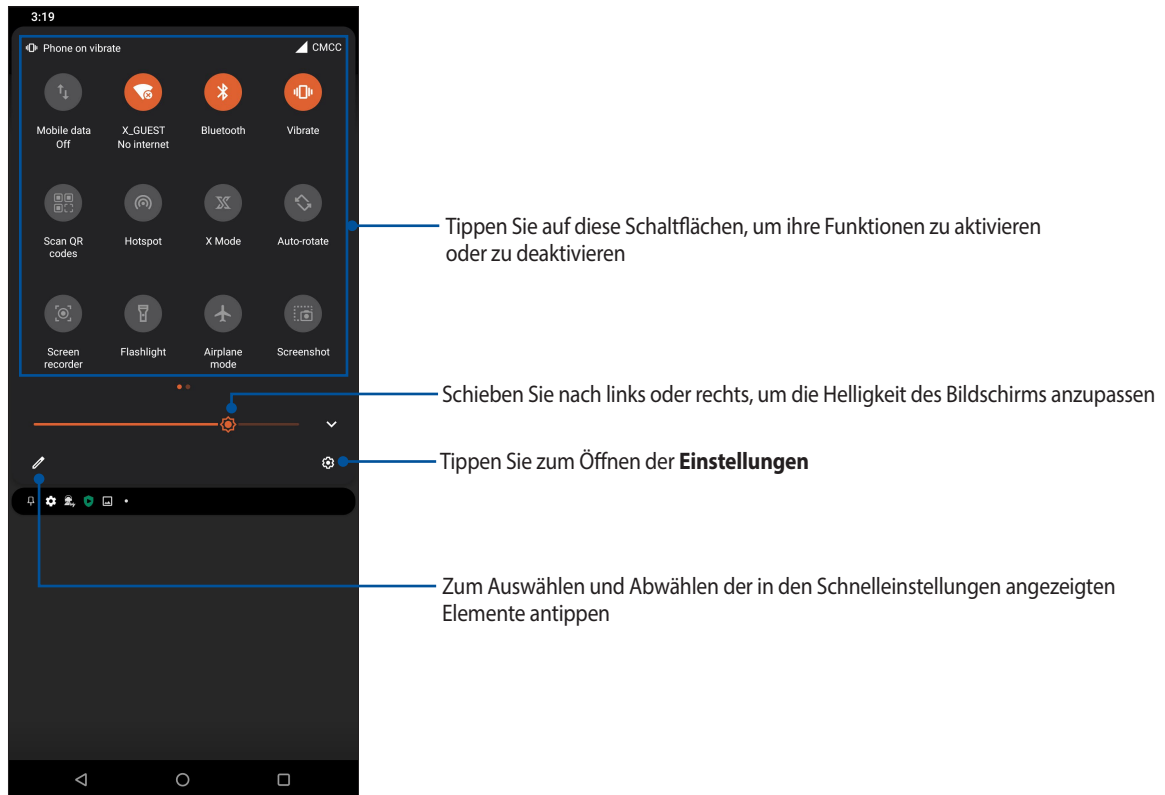 3:19
Phone on vibrate
CMCC
Mobile data
Off
X_GUEST
No internet
Bluetooth
Vibrate
Scan QR
codes
Hotspot
X Mode
Auto-rotate
Tippen Sie auf diese Schaltflächen, um ihre Funktionen zu aktivieren
oder zu deaktivieren
Screen
recorder
Flashlight
Airplane
mode
Screenshot
Schieben Sie nach links oder rechts, um die Helligkeit des Bildschirms anzupassen
Tippen Sie zum Öffnen der Einstellungen
Zum Auswählen und Abwählen der in den Schnelleinstellungen angezeigten
Elemente antippen